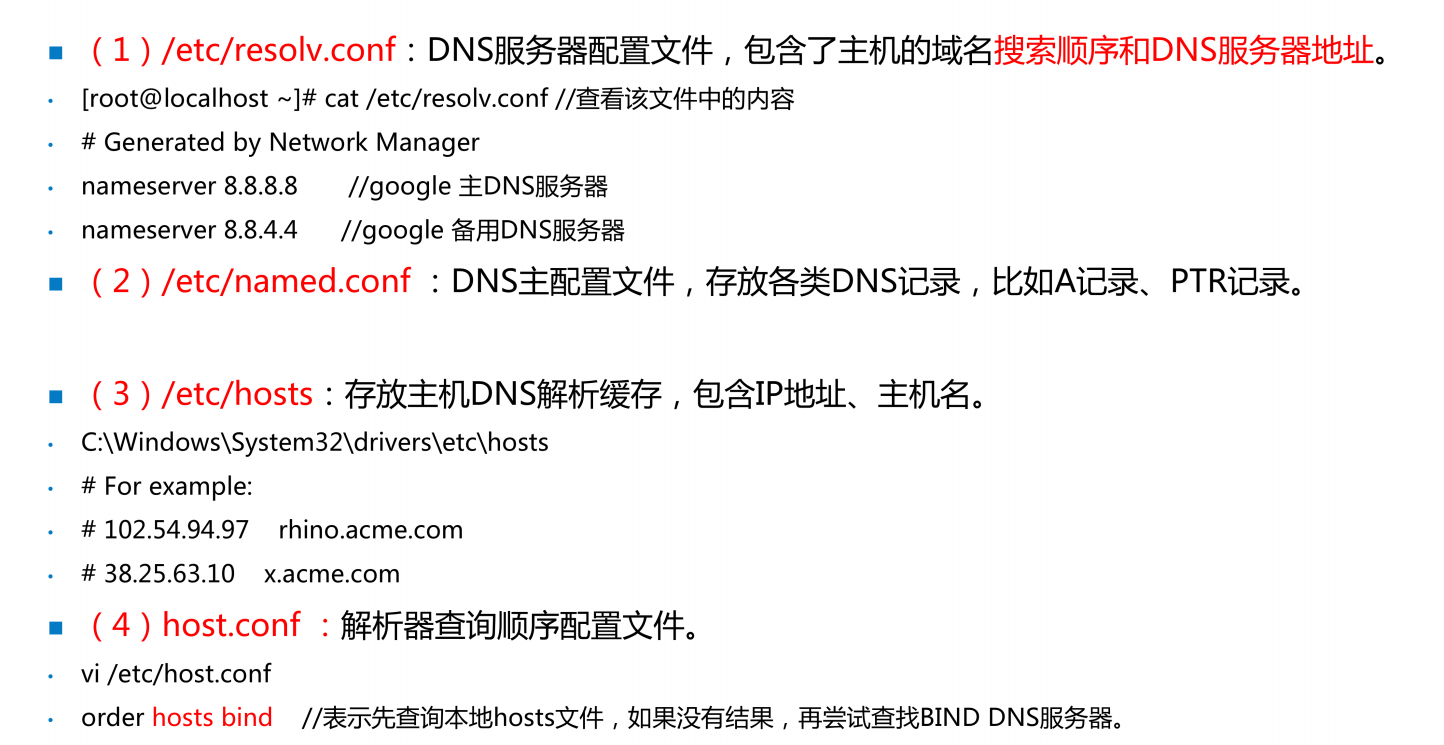 （1）/etc/resolv.conf：DNS服务器配置文件，包含了主机的域名搜索顺序和DNS服务器地址。
[root@localhost ~]# cat /etc/resolv.conf //查看该文件中的内容
# Generated by Network Manager
nameserver 8.8.8.8 //google 主DNS服务器
nameserver 8.8.4.4 //google 备用DNS服务器
（2）/etc/named.conf ：DNS主配置文件，存放各类DNS记录，比如A记录、PTR记录。
（3）/etc/hosts：存放主机DNS解析缓存，包含IP地址、主机名。
C:\Windows\System32\drivers\etc\hosts
# For example:
# 102.54.94.97 rhino.acme.com
# 38.25.63.10 x.acme.com
（4）host.conf ：解析器查询顺序配置文件。
vi /etc/host.conf
order hosts bind //表示先查询本地hosts文件，如果没有结果，再尝试查找BIND DNS服务器。